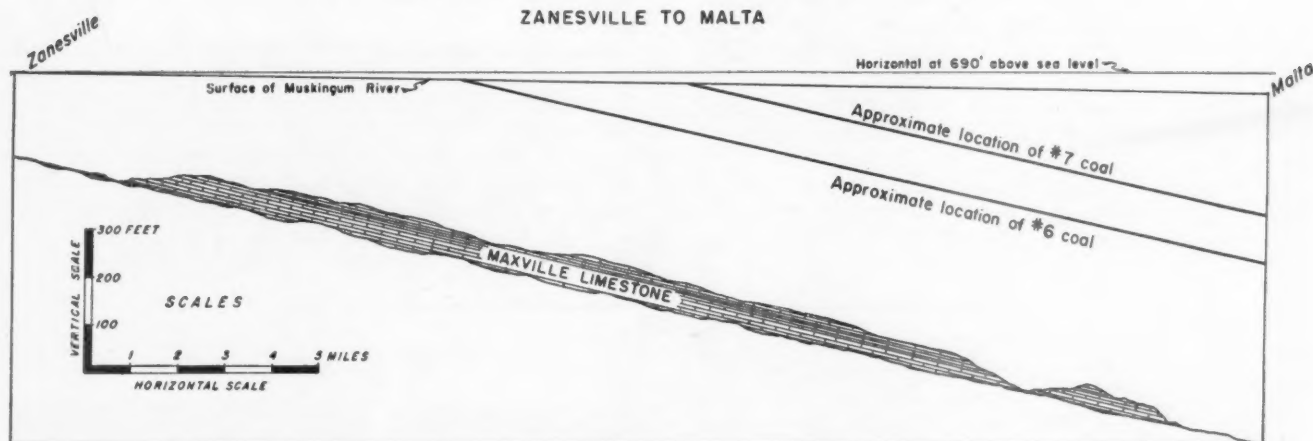 ZANESVILLE TO MALTA
Zanesville
Horizontal at 690' above sea level
Malta
Surface of Muskingum River
Approximate location of #7 coal
Approximate location of #6 coal
MAXVILLE LIMESTONE
300 FEET
200
100
VERTICAL SCALE
SCALES
1 2 3 4 5 MILES
HORIZONTAL SCALE